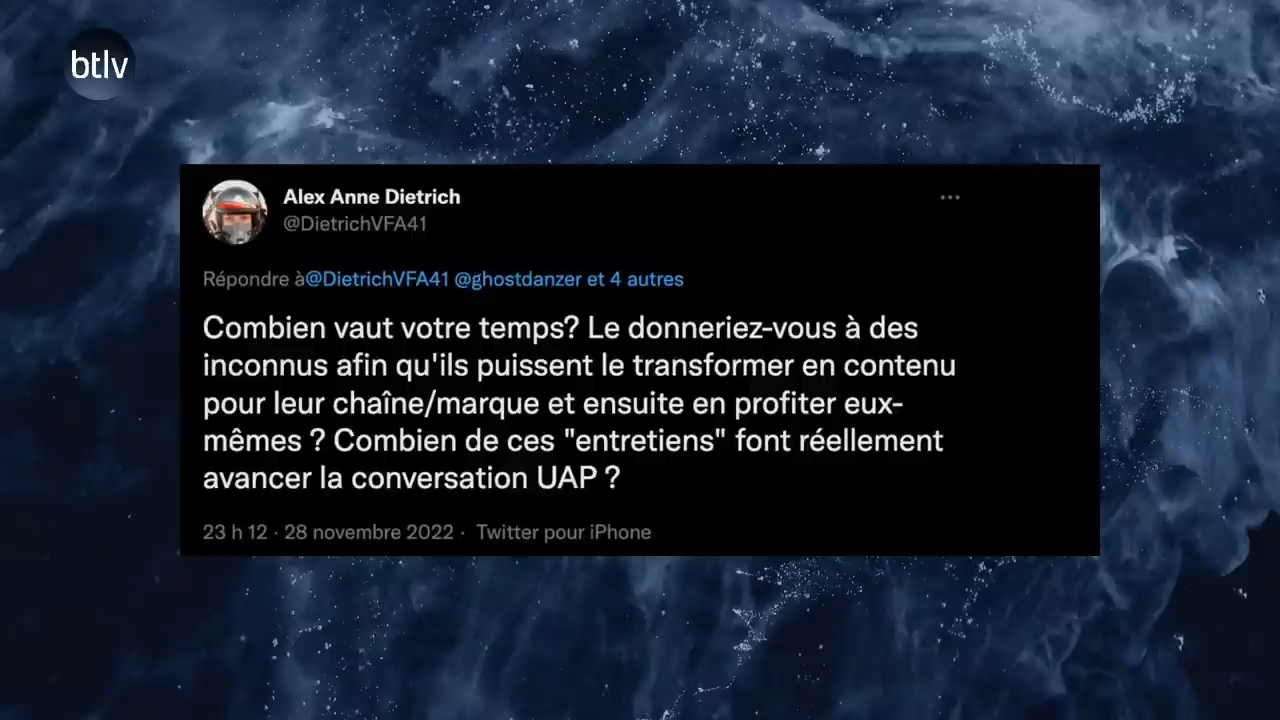 btlv
Alex Anne Dietrich
@DietrichVFA41
Répondre à@DietrichVFA41 @ghostdanzer et 4 autres
Combien vaut votre temps? Le donneriez-vous à des
inconnus afin qu'ils puissent le transformer en contenu
pour leur chaîne/marque et ensuite en profiter eux-
mêmes ? Combien de ces "entretiens" font réellement
avancer la conversation UAP ?
23 h 12 · 28 novembre 2022 · Twitter pour iPhone